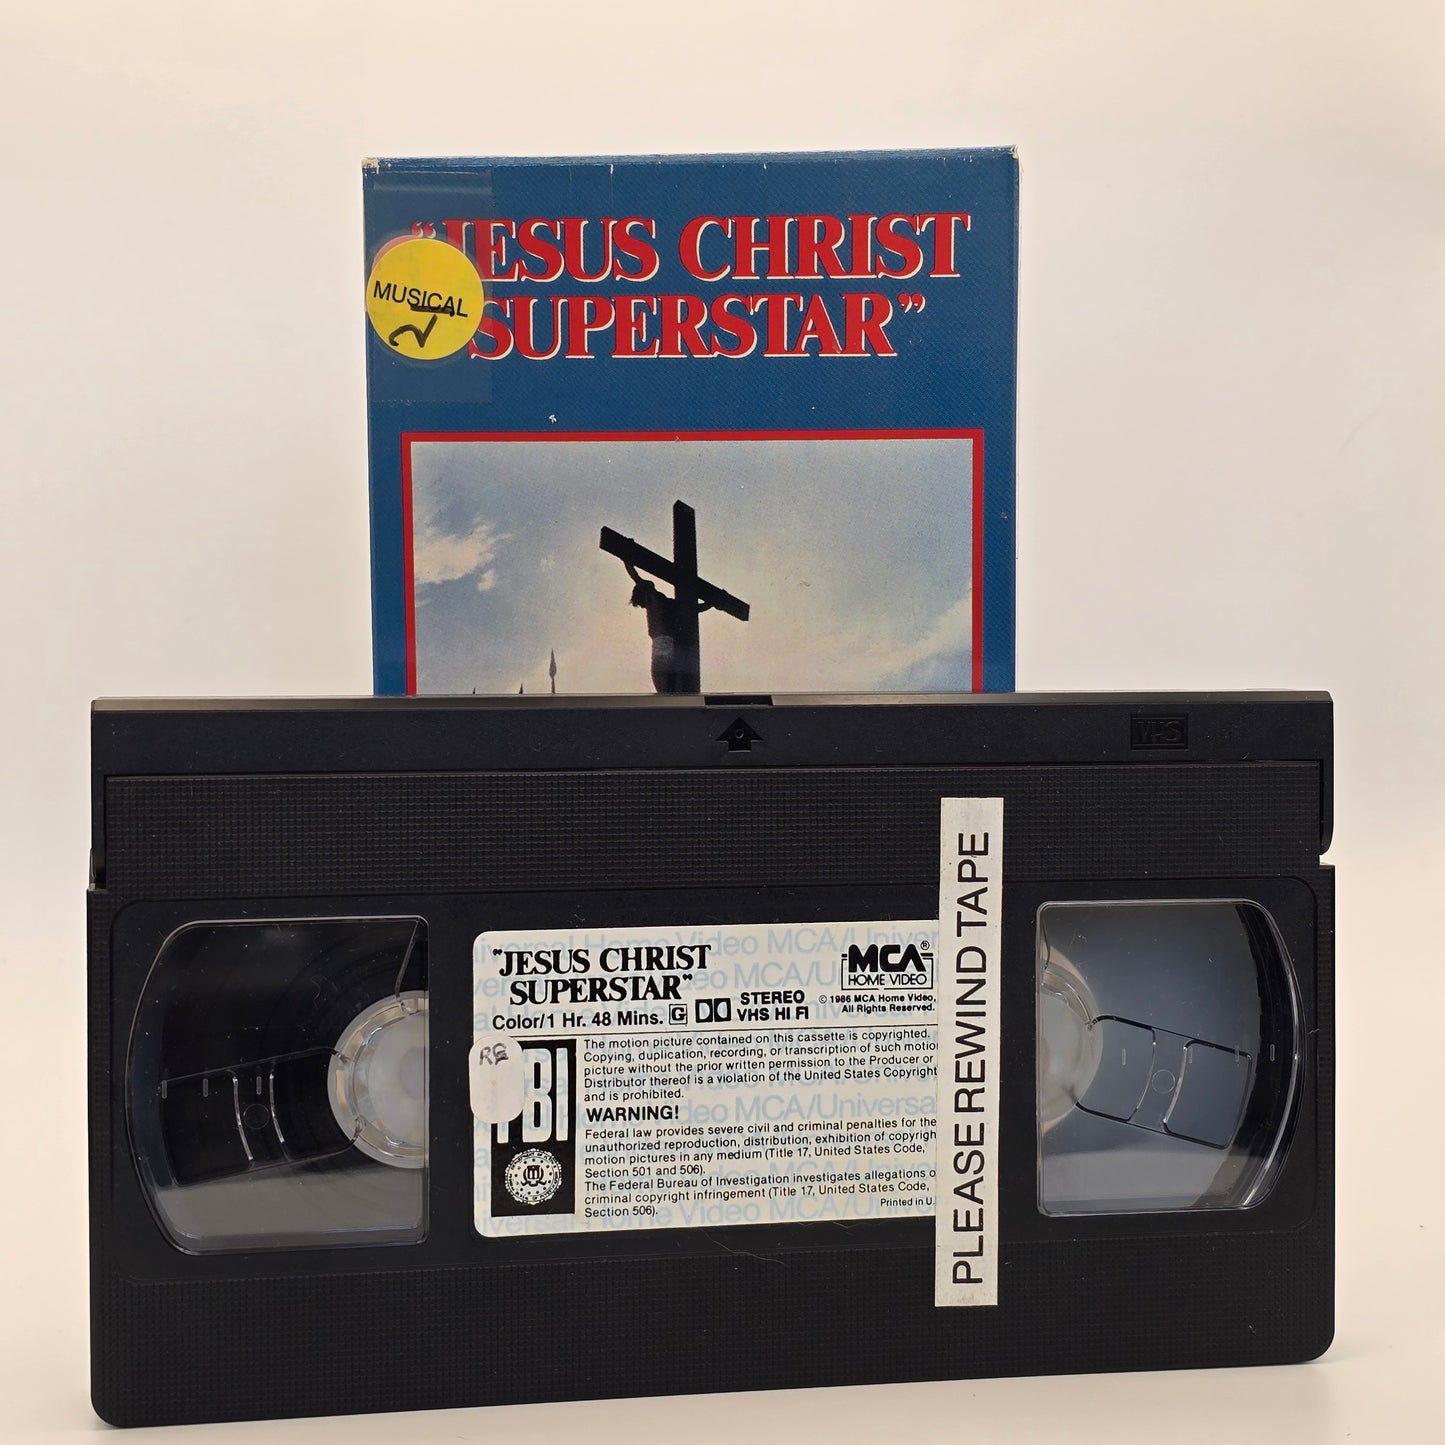 "JESUS CHRIST
SUPERSTAR"
MUSICAL
VHS
"JESUS CHRIST
SUPERSTAR"
Color/1 Hr. 48 Mins. G
STEREO
VHS HI FI
MCA®
HOME VIDEO
© 1986 MCA Home Video,
All Rights Reserved.
RE
FBI
The motion picture contained on this cassette is copyrighted.
Copying, duplication, recording, or transcription of such motio
picture without the prior written permission to the Producer or
Distributor thereof is a violation of the United States Copyright
and is prohibited.
WARNING!
Federal law provides severe civil and criminal penalties for the
unauthorized reproduction, distribution, exhibition of copyrigh
motion pictures in any medium (Title 17, United States Code,
Section 501 and 506).
The Federal Bureau of Investigation investigates allegations o
criminal copyright infringement (Title 17, United States Code,
Section 506).
Printed in U.
PLEASE REWIND TAPE